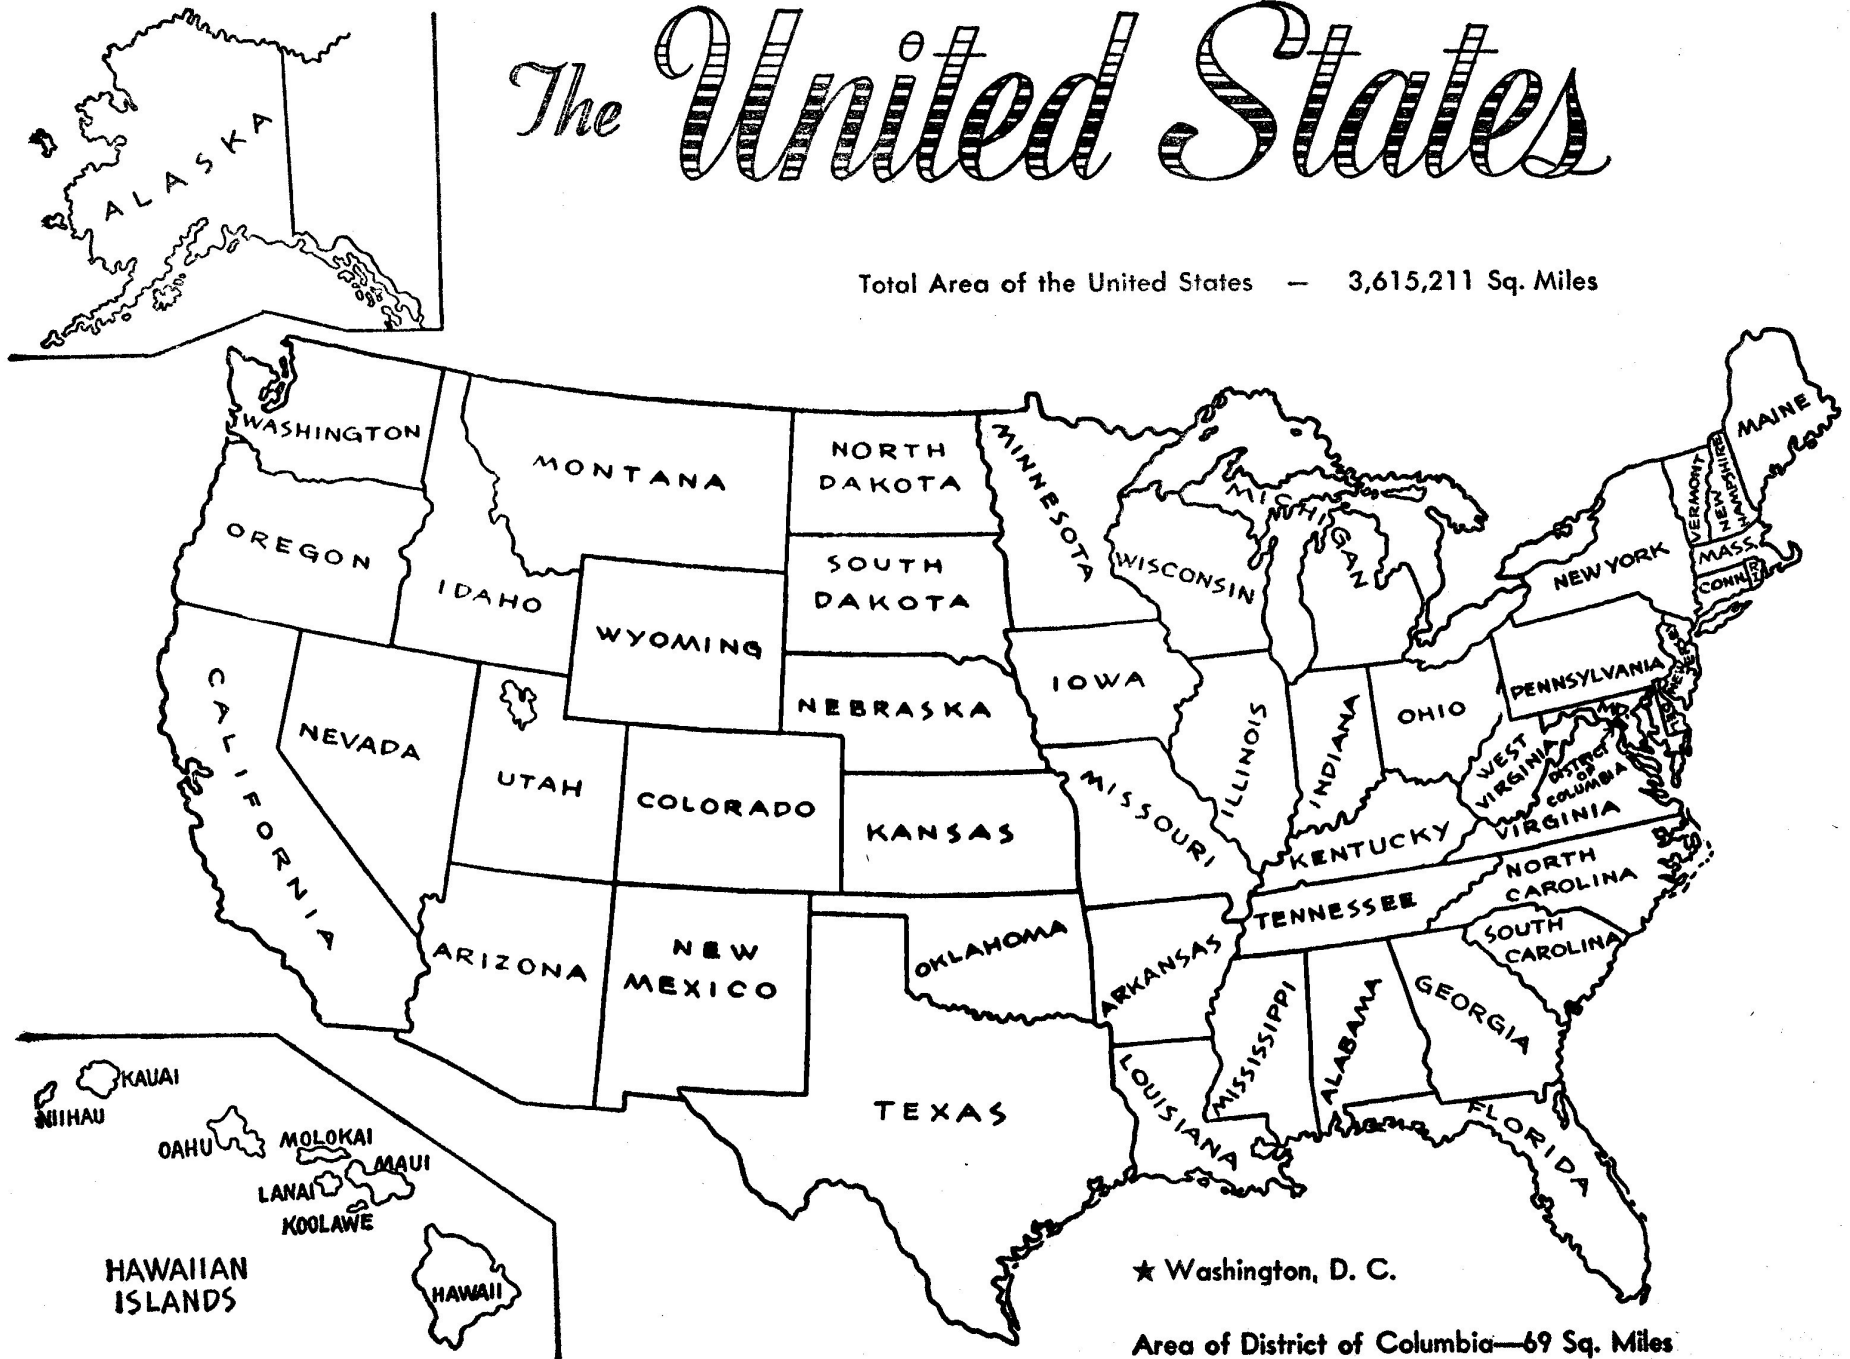 The United States
Total Area of the United States — 3,615,211 Sq. Miles
ALASKA
WASHINGTON
OREGON
CALIFORNIA
NEVADA
IDAHO
MONTANA
WYOMING
UTAH
COLORADO
ARIZONA
NEW
MEXICO
NORTH
DAKOTA
SOUTH
DAKOTA
NEBRASKA
KANSAS
OKLAHOMA
TEXAS
MINNESOTA
IOWA
MISSOURI
ARKANSAS
LOUISIANA
WISCONSIN
MICHIGAN
ILLINOIS
INDIANA
OHIO
KENTUCKY
TENNESSEE
MISSISSIPPI
ALABAMA
GEORGIA
FLORIDA
SOUTH
CAROLINA
NORTH
CAROLINA
VIRGINIA
WEST
VIRGINIA
DISTRICT
OF
COLUMBIA
MD.
PENNSYLVANIA
NEW YORK
VERMONT
NEW
HAMPSHIRE
MAINE
MASS.
CONN.
R
I
KAUAI
NIIHAU
OAHU
MOLOKAI
MAUI
LANAI
KOOLAWE
HAWAII
HAWAIIAN
ISLANDS
★ Washington, D. C.
Area of District of Columbia—69 Sq. Miles